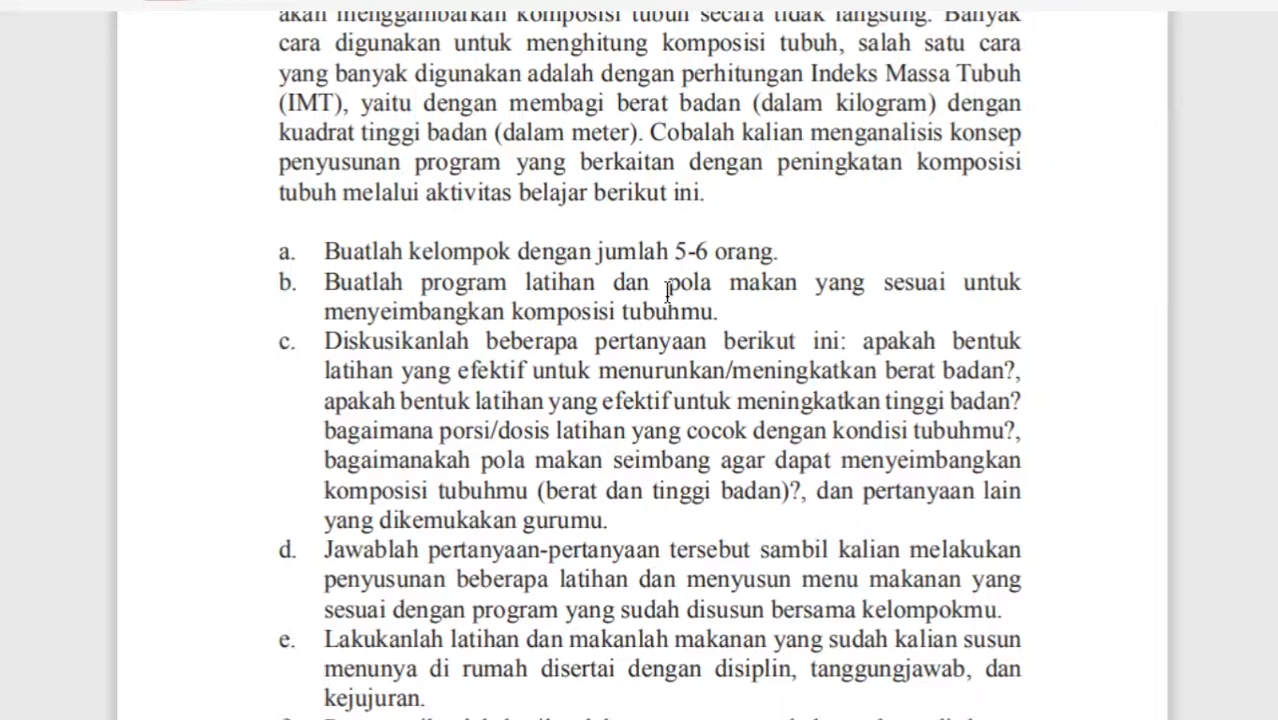 akan menggambarkan komposisi tubuh secara tidak langsung. Banyak
cara digunakan untuk menghitung komposisi tubuh, salah satu cara
yang banyak digunakan adalah dengan perhitungan Indeks Massa Tubuh
(IMT), yaitu dengan membagi berat badan (dalam kilogram) dengan
kuadrat tinggi badan (dalam meter). Cobalah kalian menganalisis konsep
penyusunan program yang berkaitan dengan peningkatan komposisi
tubuh melalui aktivitas belajar berikut ini.
a. Buatlah kelompok dengan jumlah 5-6 orang.
b. Buatlah program latihan dan pola makan yang sesuai untuk
menyeimbangkan komposisi tubuhmu.
c. Diskusikanlah beberapa pertanyaan berikut ini: apakah bentuk
latihan yang efektif untuk menurunkan/meningkatkan berat badan?,
apakah bentuk latihan yang efektif untuk meningkatkan tinggi badan?
bagaimana porsi/dosis latihan yang cocok dengan kondisi tubuhmu?,
bagaimanakah pola makan seimbang agar dapat menyeimbangkan
komposisi tubuhmu (berat dan tinggi badan)?, dan pertanyaan lain
yang dikemukakan gurumu.
d. Jawablah pertanyaan-pertanyaan tersebut sambil kalian melakukan
penyusunan beberapa latihan dan menyusun menu makanan yang
sesuai dengan program yang sudah disusun bersama kelompokmu.
e. Lakukanlah latihan dan makanlah makanan yang sudah kalian susun
menunya di rumah disertai dengan disiplin, tanggungjawab, dan
kejujuran.